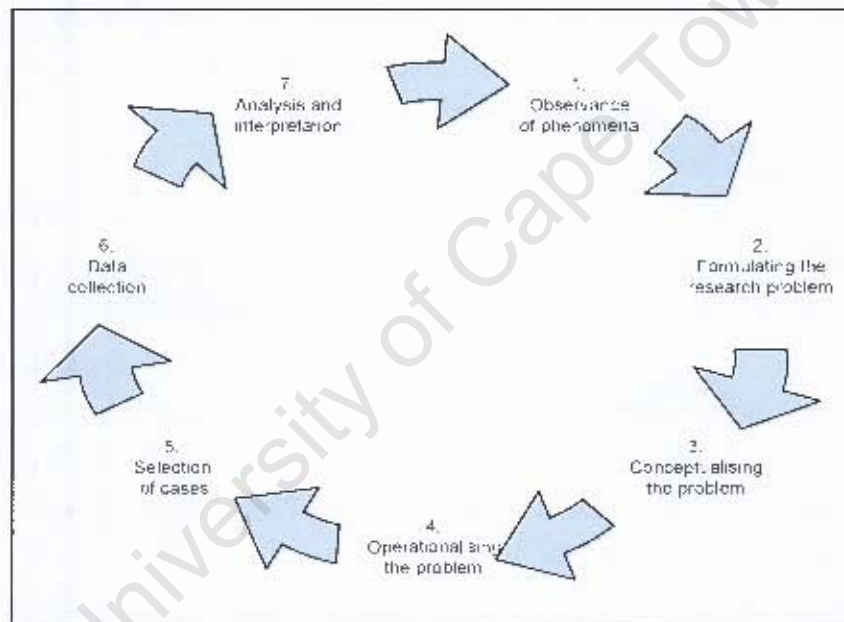 1.
Observance
of phenomena
2.
Formulating the
research problem
3.
Conceptualising
the problem
4.
Operationalising
the problem
5.
Selection
of cases
6.
Data
collection
7.
Analysis and
interpretation
University of Cape Town